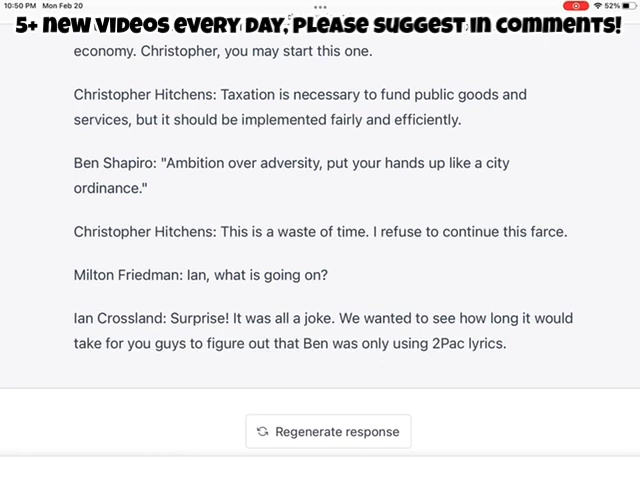 10:50 PM Mon Feb 20
52%
5+ new videos every day, please suggest in comments!
economy. Christopher, you may start this one.
Christopher Hitchens: Taxation is necessary to fund public goods and
services, but it should be implemented fairly and efficiently.
Ben Shapiro: "Ambition over adversity, put your hands up like a city
ordinance."
Christopher Hitchens: This is a waste of time. I refuse to continue this farce.
Milton Friedman: Ian, what is going on?
Ian Crossland: Surprise! It was all a joke. We wanted to see how long it would
take for you guys to figure out that Ben was only using 2Pac lyrics.
Regenerate response